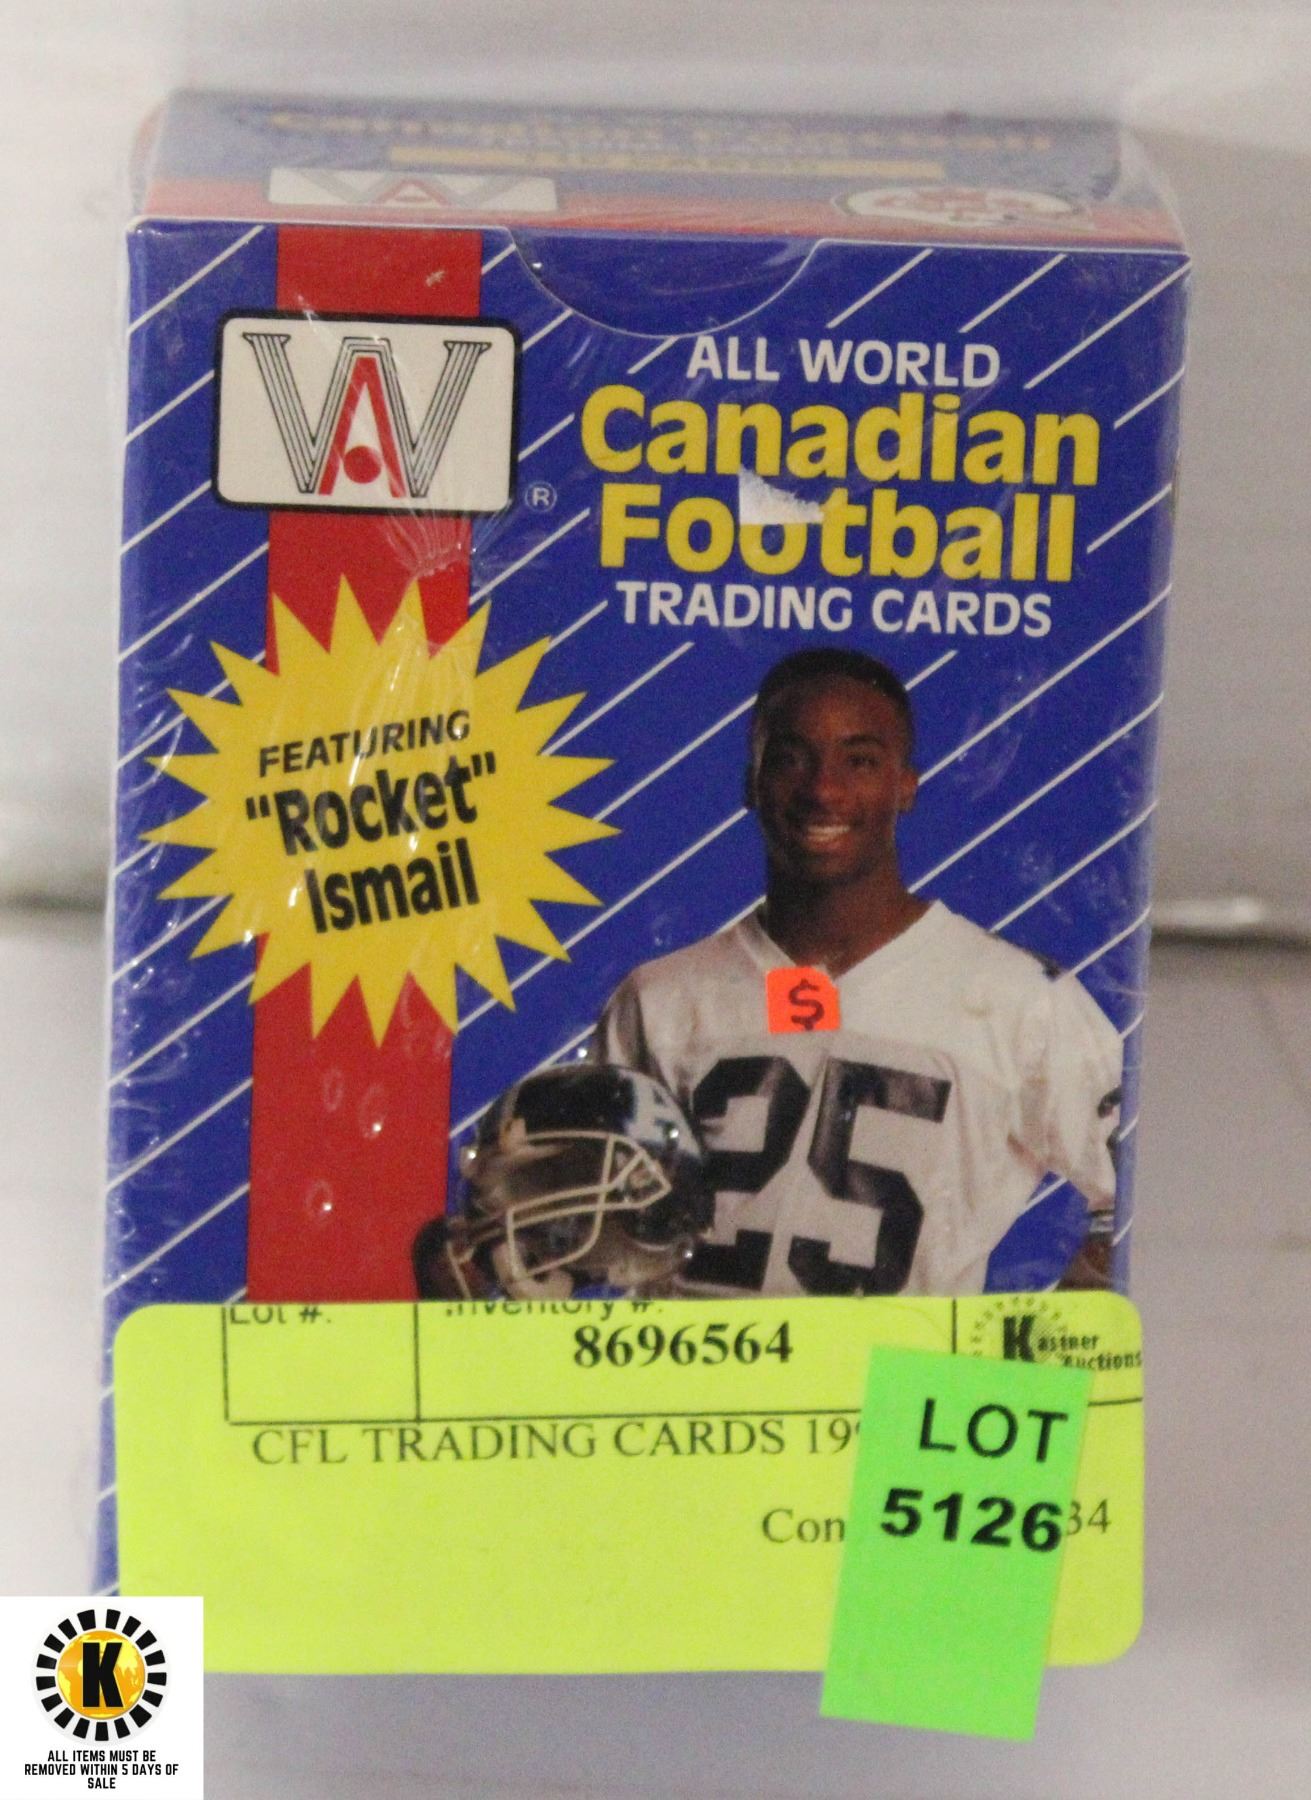 WA
®
ALL WORLD
Canadian
Football
TRADING CARDS
FEATURING
"Rocket"
Ismail
$
25
Lot #:
Inventory #:
8696564
Kastner
Auctions
CFL TRADING CARDS 19
LOT
5126
Con
34
K
ALL ITEMS MUST BE
REMOVED WITHIN 5 DAYS OF
SALE